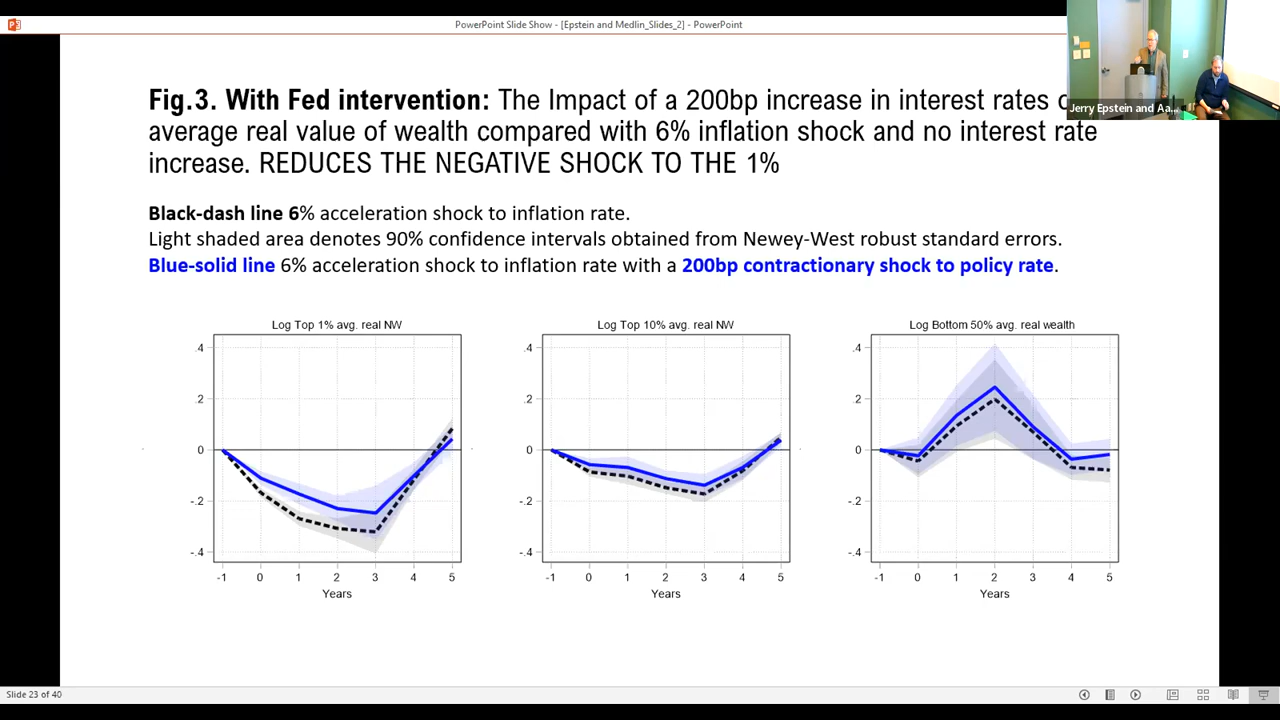 PowerPoint Slide Show - [Epstein and Medlin_Slides_2] - PowerPoint
Fig.3. With Fed intervention: The Impact of a 200bp increase in interest rates
average real value of wealth compared with 6% inflation shock and no interest rate
increase. REDUCES THE NEGATIVE SHOCK TO THE 1%
Jerry Epstein and Aa...
Black-dash line 6% acceleration shock to inflation rate.
Light shaded area denotes 90% confidence intervals obtained from Newey-West robust standard errors.
Blue-solid line 6% acceleration shock to inflation rate with a 200bp contractionary shock to policy rate.
Log Top 1% avg. real NW
.4
.2
0
-.2
-.4
-1 0 1 2 3 4 5
Years
Log Top 10% avg. real NW
.4
.2
0
-.2
-.4
-1 0 1 2 3 4 5
Years
Log Bottom 50% avg. real wealth
.4
.2
0
-.2
-.4
-1 0 1 2 3 4 5
Years
Slide 23 of 40